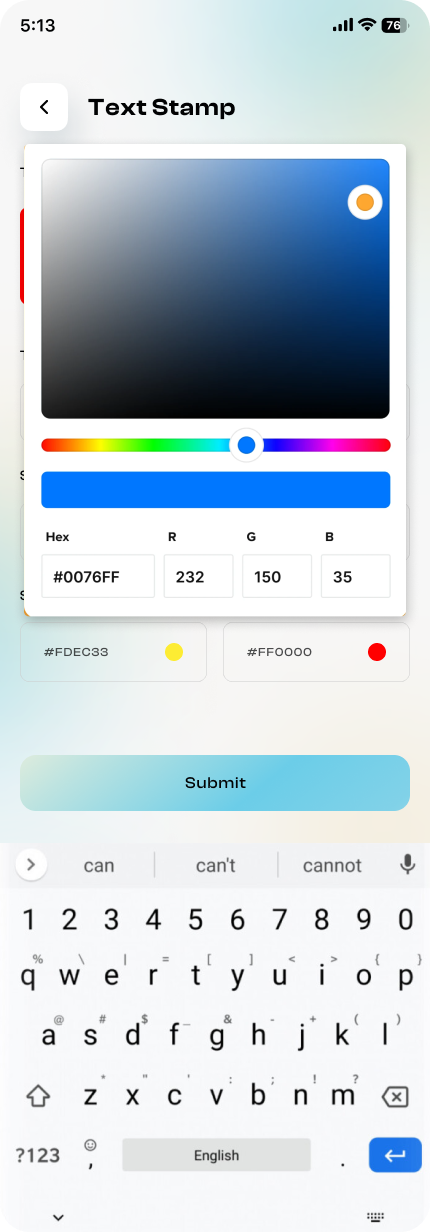 5:13
76
Text Stamp
Hex R G B
#0076FF 232 150 35
#FDEC33 #FF0000
Submit
can can't cannot
1 2 3 4 5 6 7 8 9 0
% \ | = [ ] < > { }
q w e r t y u i o p
@ # $ _ & - + ( )
a s d f g h j k l
* " ' : ; ! ?
z x c v b n m
?123 , English .